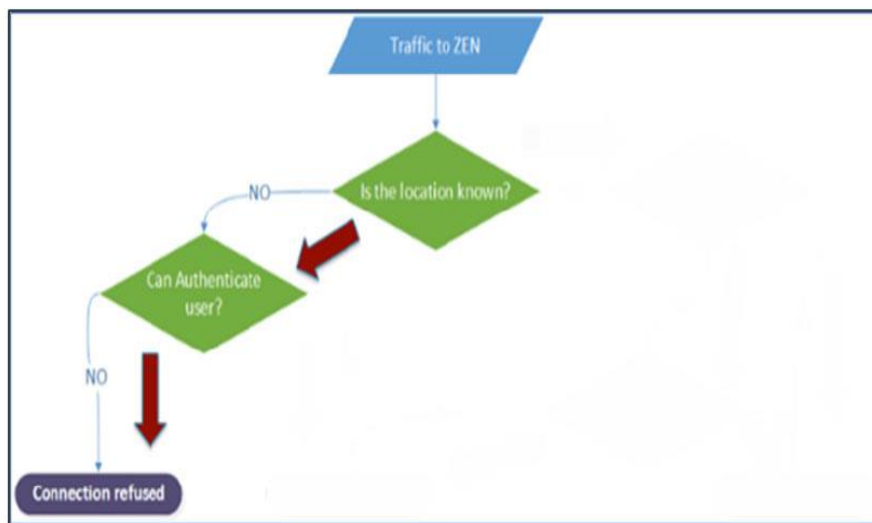 Traffic to ZEN
Is the location known?
NO
Can Authenticate
user?
NO
Connection refused